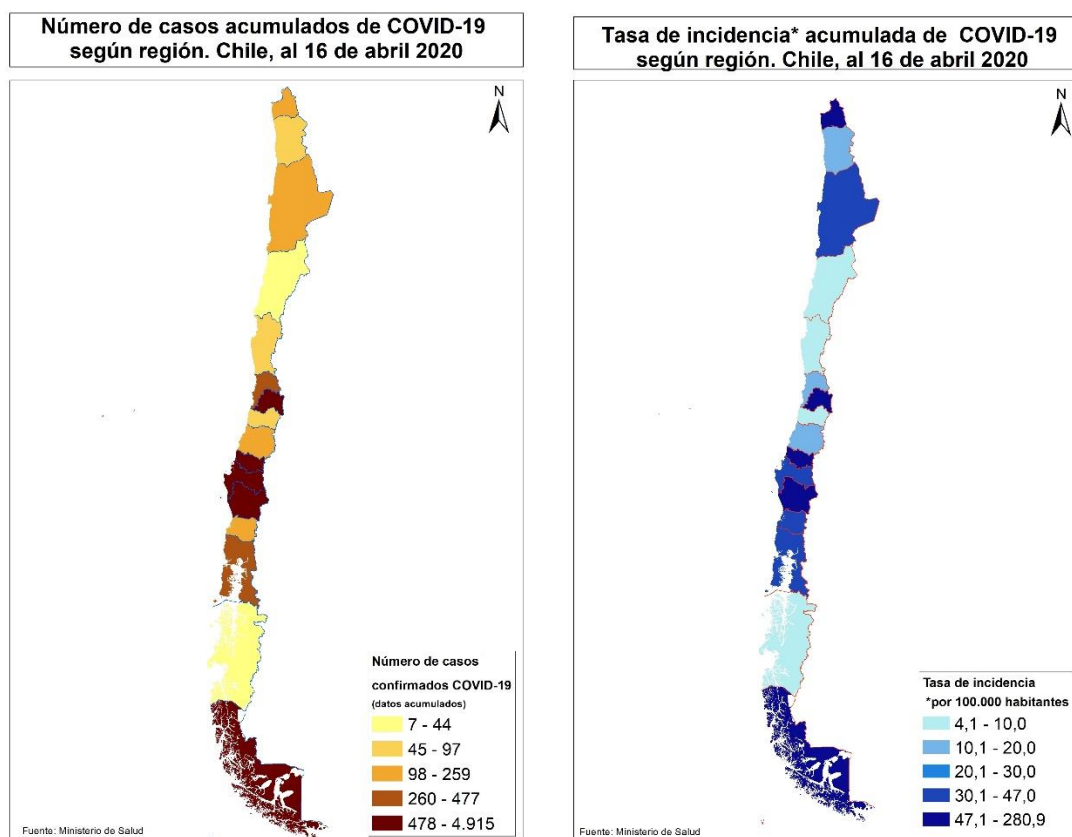 Número de casos acumulados de COVID-19
según región. Chile, al 16 de abril 2020
N
Número de casos
confirmados COVID-19
(datos acumulados)
7 - 44
45 - 97
98 - 259
260 - 477
478 - 4.915
Fuente: Ministerio de Salud
Tasa de incidencia* acumulada de COVID-19
según región. Chile, al 16 de abril 2020
N
Tasa de incidencia
*por 100.000 habitantes
4,1 - 10,0
10,1 - 20,0
20,1 - 30,0
30,1 - 47,0
47,1 - 280,9
Fuente: Ministerio de Salud